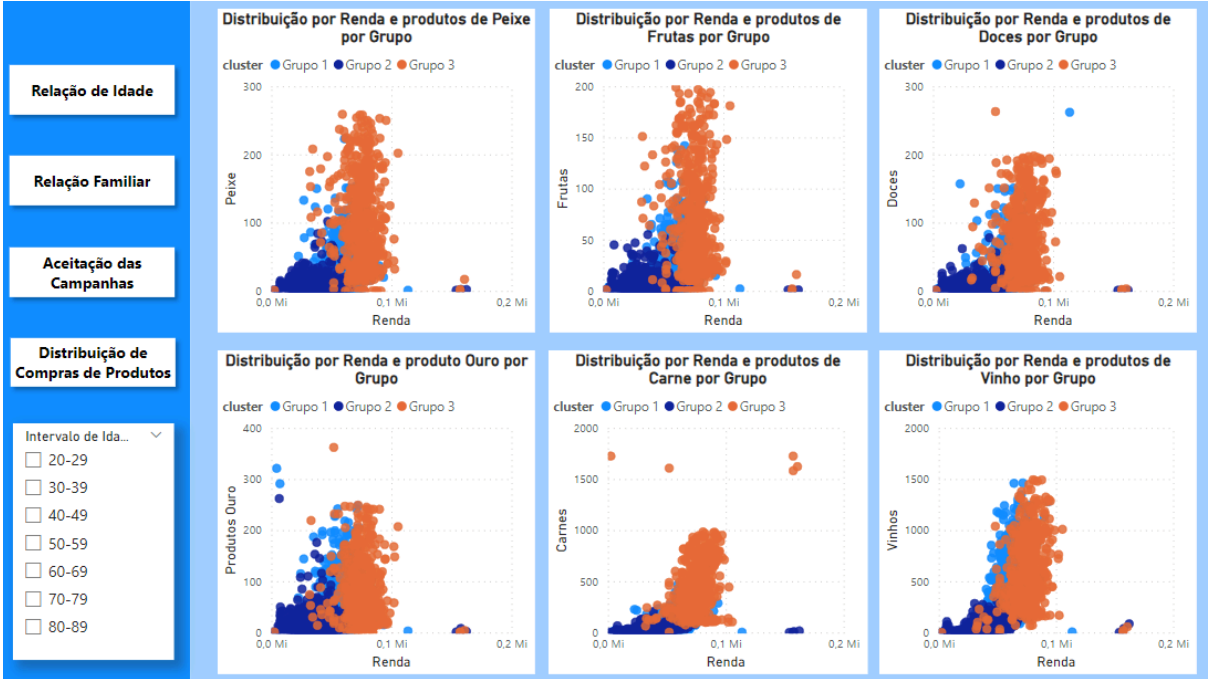 Relação de Idade
Relação Familiar
Aceitação das
Campanhas
Distribuição de
Compras de Produtos
Intervalo de Ida...
20-29
30-39
40-49
50-59
60-69
70-79
80-89
Distribuição por Renda e produtos de Peixe
por Grupo
cluster Grupo 1 Grupo 2 Grupo 3
Peixe
300
200
100
0
0,0 Mi 0,1 Mi 0,2 Mi
Renda
Distribuição por Renda e produtos de
Frutas por Grupo
cluster Grupo 1 Grupo 2 Grupo 3
Frutas
200
150
100
50
0
0,0 Mi 0,1 Mi 0,2 Mi
Renda
Distribuição por Renda e produtos de
Doces por Grupo
cluster Grupo 1 Grupo 2 Grupo 3
Doces
300
200
100
0
0,0 Mi 0,1 Mi 0,2 Mi
Renda
Distribuição por Renda e produto Ouro por
Grupo
cluster Grupo 1 Grupo 2 Grupo 3
Produtos Ouro
400
300
200
100
0
0,0 Mi 0,1 Mi 0,2 Mi
Renda
Distribuição por Renda e produtos de
Carne por Grupo
cluster Grupo 1 Grupo 2 Grupo 3
Carnes
2000
1500
1000
500
0
0,0 Mi 0,1 Mi 0,2 Mi
Renda
Distribuição por Renda e produtos de
Vinho por Grupo
cluster Grupo 1 Grupo 2 Grupo 3
Vinhos
2000
1500
1000
500
0
0,0 Mi 0,1 Mi 0,2 Mi
Renda